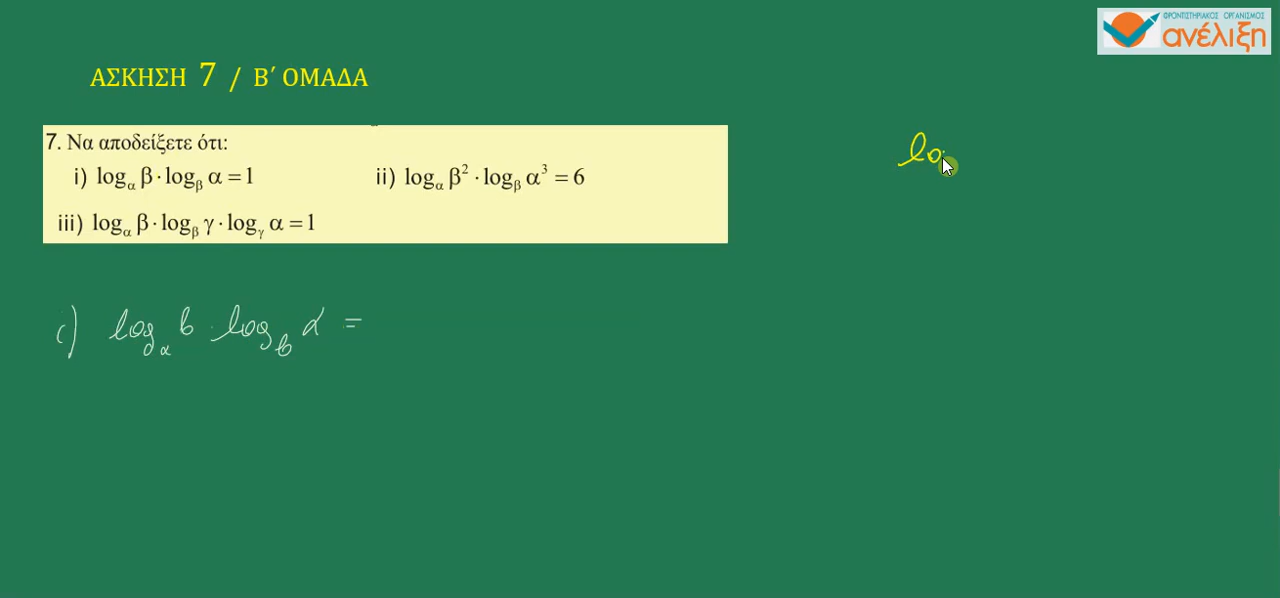 ΦΡΟΝΤΙΣΤΗΡΙΑΚΟΣ ΟΡΓΑΝΙΣΜΟΣ
ανέλιξη
ΑΣΚΗΣΗ 7 / Β΄ ΟΜΑΔΑ
7. Να αποδείξετε ότι:
i) log_α β · log_β α = 1 ii) log_α β² · log_β α³ = 6
iii) log_α β · log_β γ · log_γ α = 1
lo
i) log_α β · log_β α =